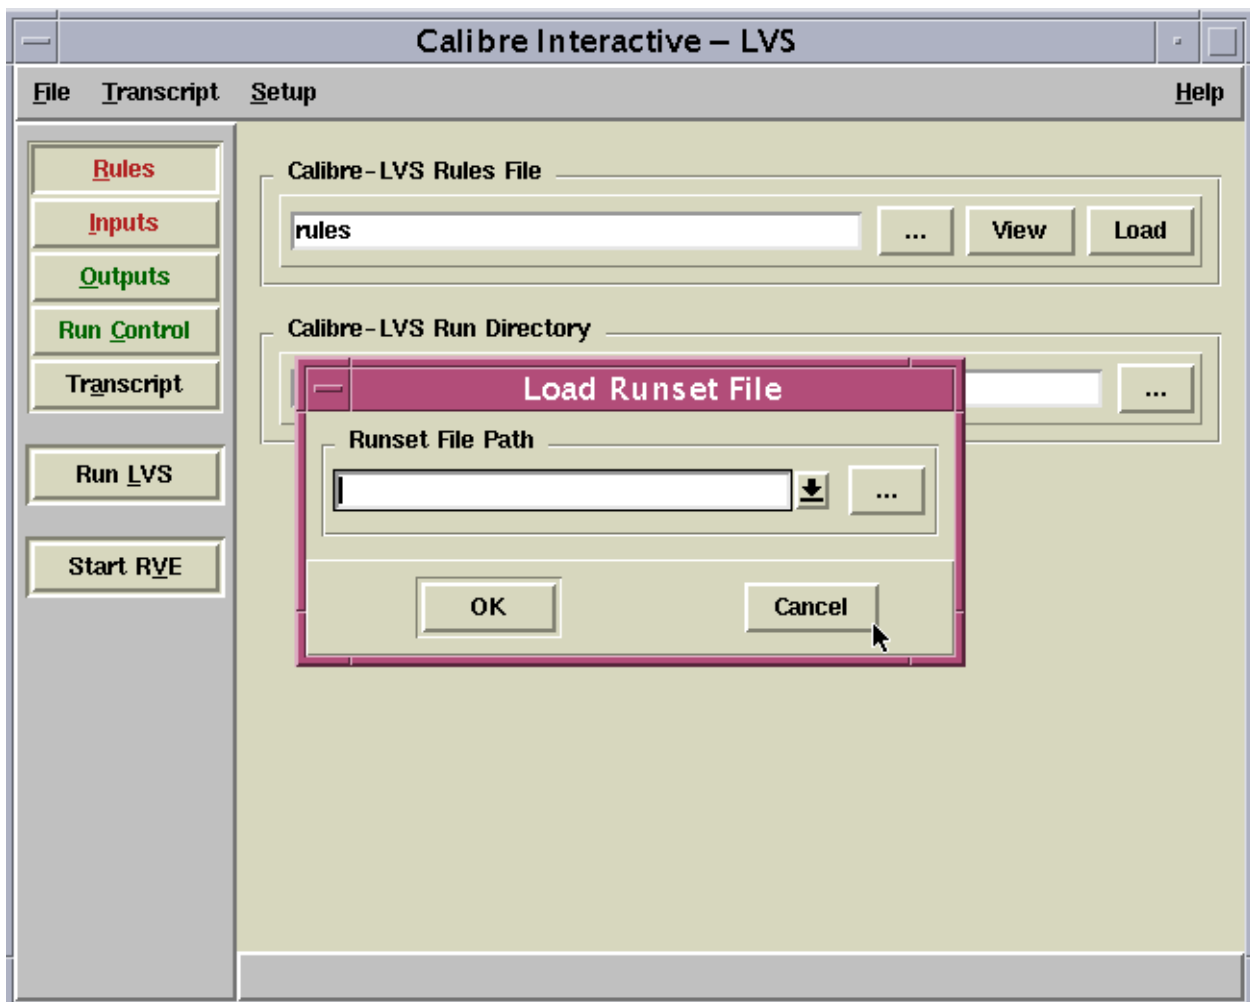 Calibre Interactive – LVS
File Transcript Setup Help
Rules
Inputs
Outputs
Run Control
Transcript
Run LVS
Start RVE
Calibre-LVS Rules File
rules ... View Load
Calibre-LVS Run Directory
...
Load Runset File
Runset File Path
...
OK Cancel